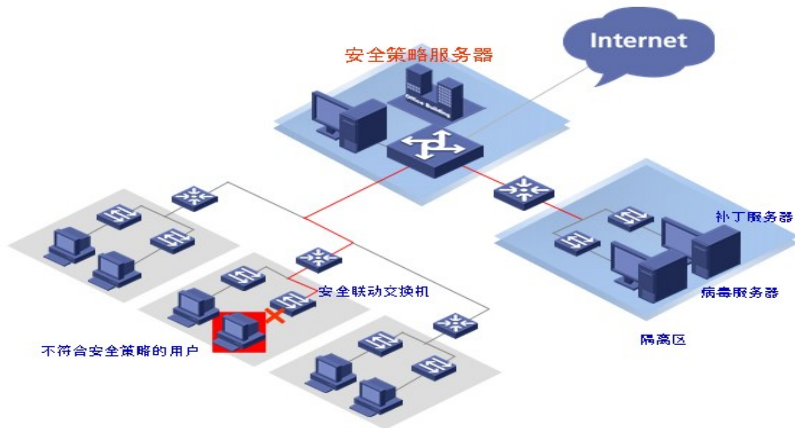 Internet
安全策略服务器
Office Building
补丁服务器
安全联动交换机
病毒服务器
隔离区
不符合安全策略的用户